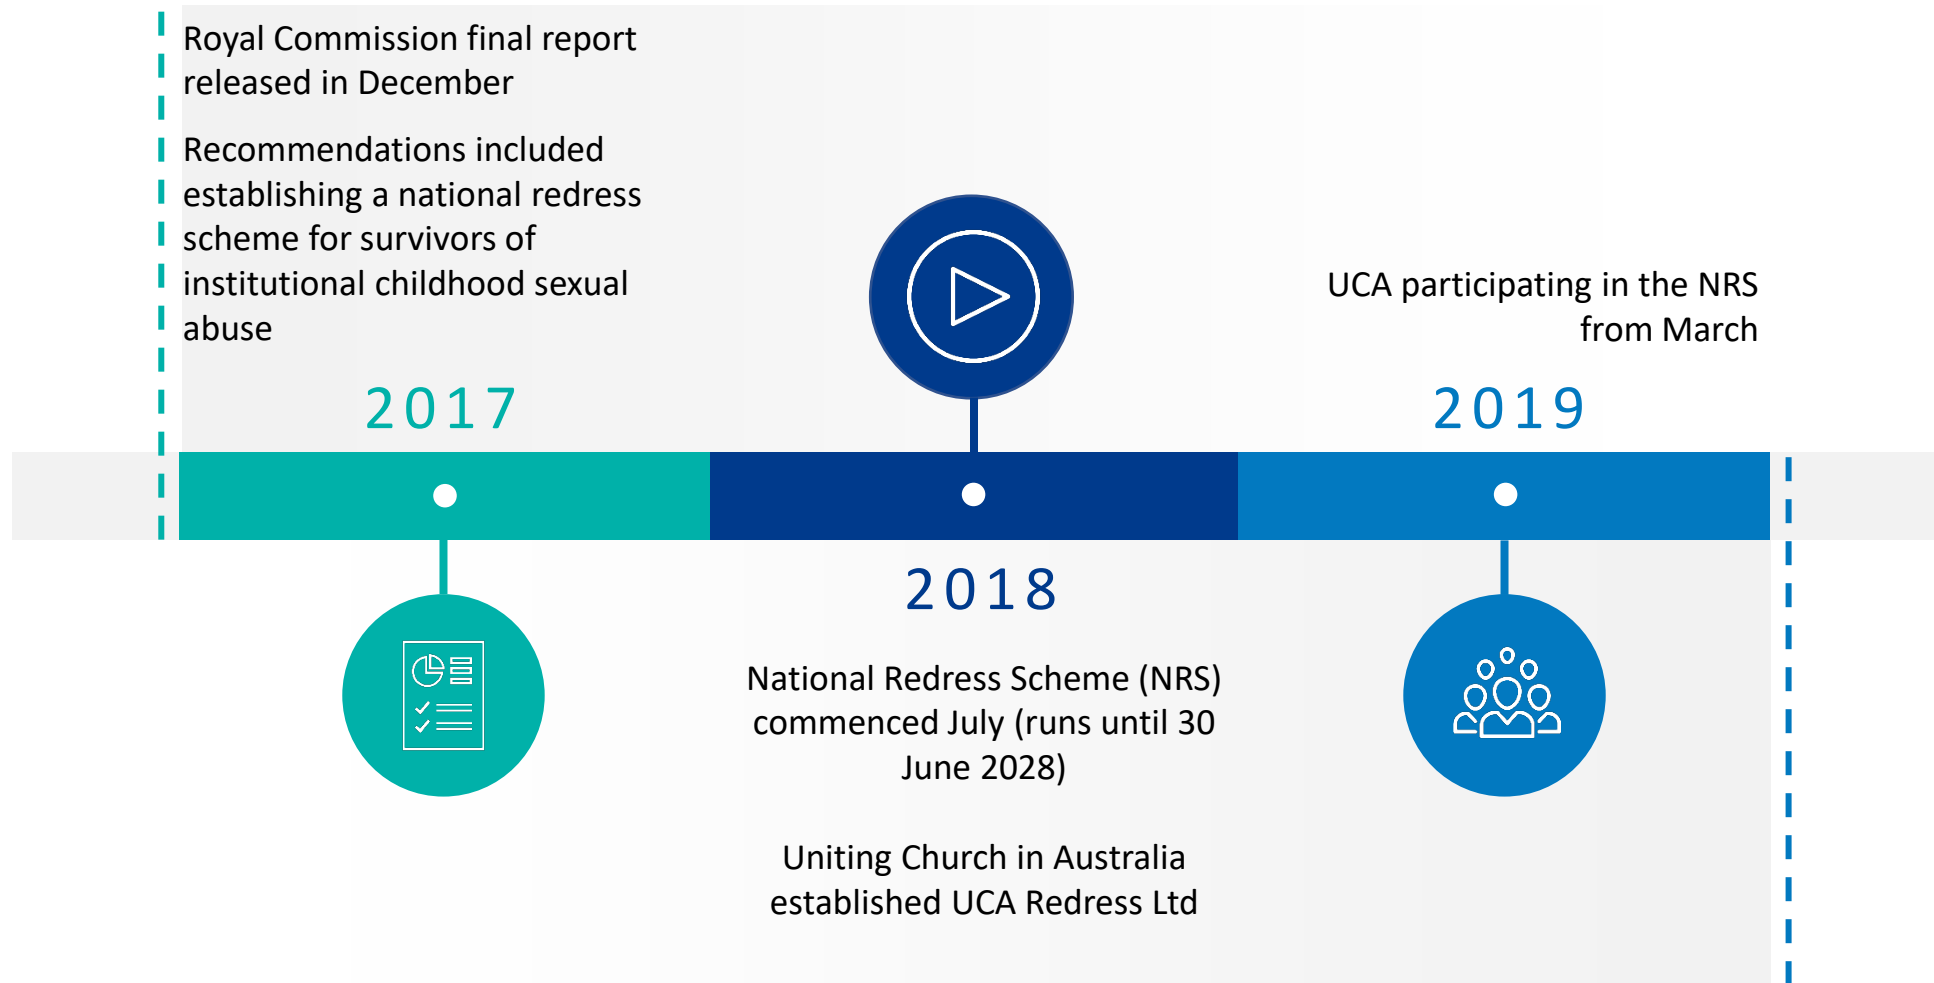 Royal Commission final report
released in December
Recommendations included
establishing a national redress
scheme for survivors of
institutional childhood sexual
abuse
2017
2018
National Redress Scheme (NRS)
commenced July (runs until 30
June 2028)
Uniting Church in Australia
established UCA Redress Ltd
UCA participating in the NRS
from March
2019